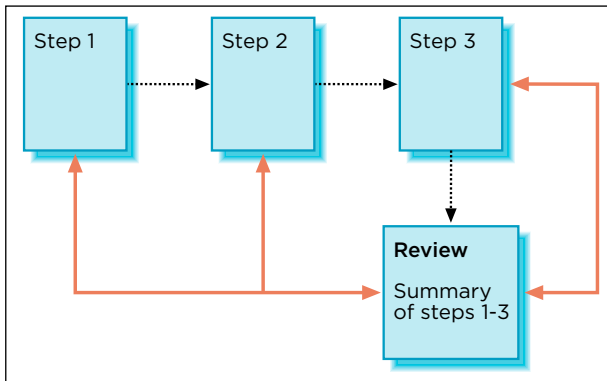 Step 1
Step 2
Step 3
Review
Summary
of steps 1-3